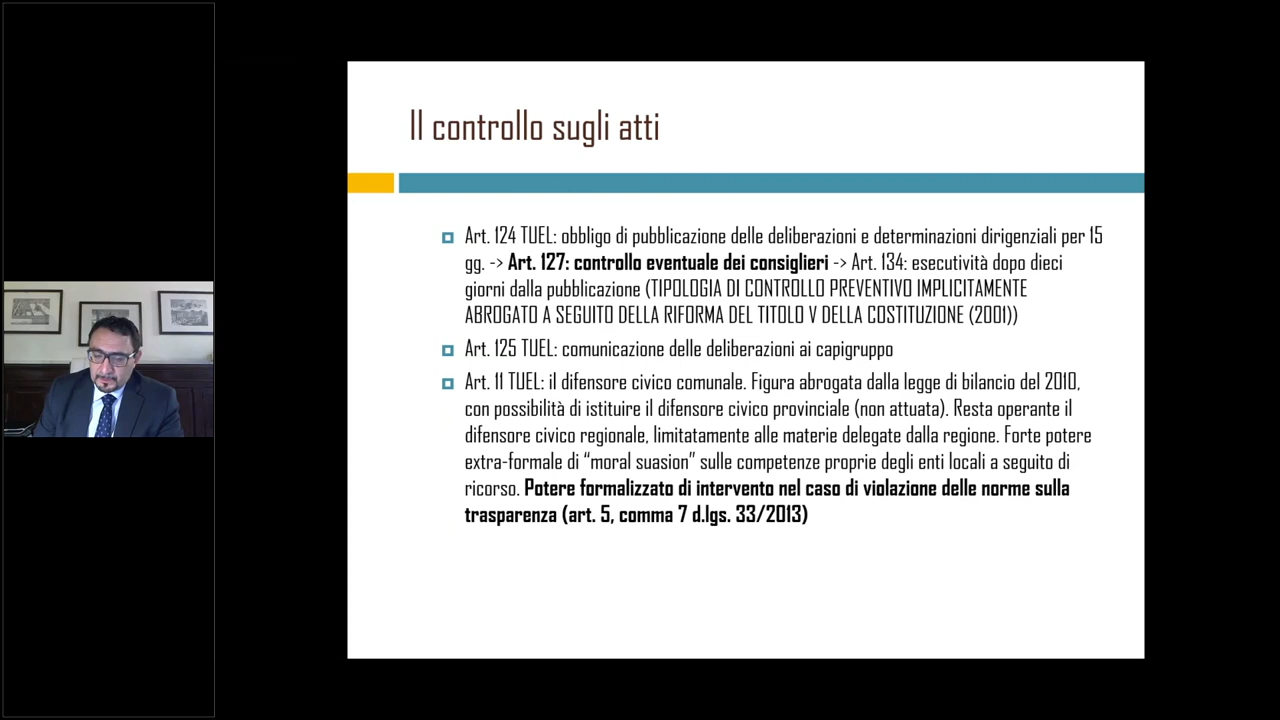 Il controllo sugli atti
Art. 124 TUEL: obbligo di pubblicazione delle deliberazioni e determinazioni dirigenziali per 15
gg. -> Art. 127: controllo eventuale dei consiglieri -> Art. 134: esecutività dopo dieci
giorni dalla pubblicazione (TIPOLOGIA DI CONTROLLO PREVENTIVO IMPLICITAMENTE
ABROGATO A SEGUITO DELLA RIFORMA DEL TITOLO V DELLA COSTITUZIONE (2001))
Art. 125 TUEL: comunicazione delle deliberazioni ai capigruppo
Art. 11 TUEL: il difensore civico comunale. Figura abrogata dalla legge di bilancio del 2010,
con possibilità di istituire il difensore civico provinciale (non attuata). Resta operante il
difensore civico regionale, limitatamente alle materie delegate dalla regione. Forte potere
extra-formale di “moral suasion” sulle competenze proprie degli enti locali a seguito di
ricorso. Potere formalizzato di intervento nel caso di violazione delle norme sulla
trasparenza (art. 5, comma 7 d.lgs. 33/2013)